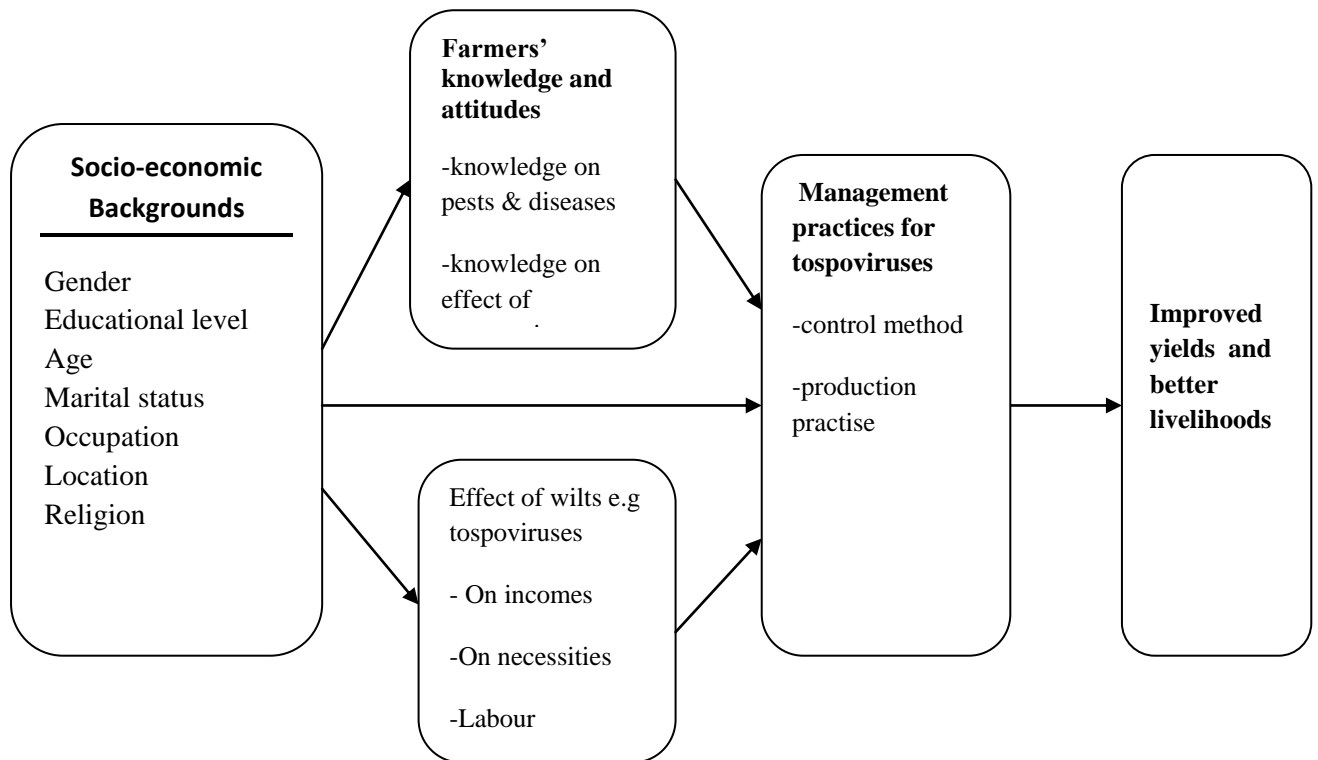 Socio-economic
Backgrounds
Gender
Educational level
Age
Marital status
Occupation
Location
Religion
Farmers’
knowledge and
attitudes
-knowledge on
pests & diseases
-knowledge on
effect of
Effect of wilts e.g
tospoviruses
- On incomes
-On necessities
-Labour
Management
practices for
tospoviruses
-control method
-production
practise
Improved
yields and
better
livelihoods